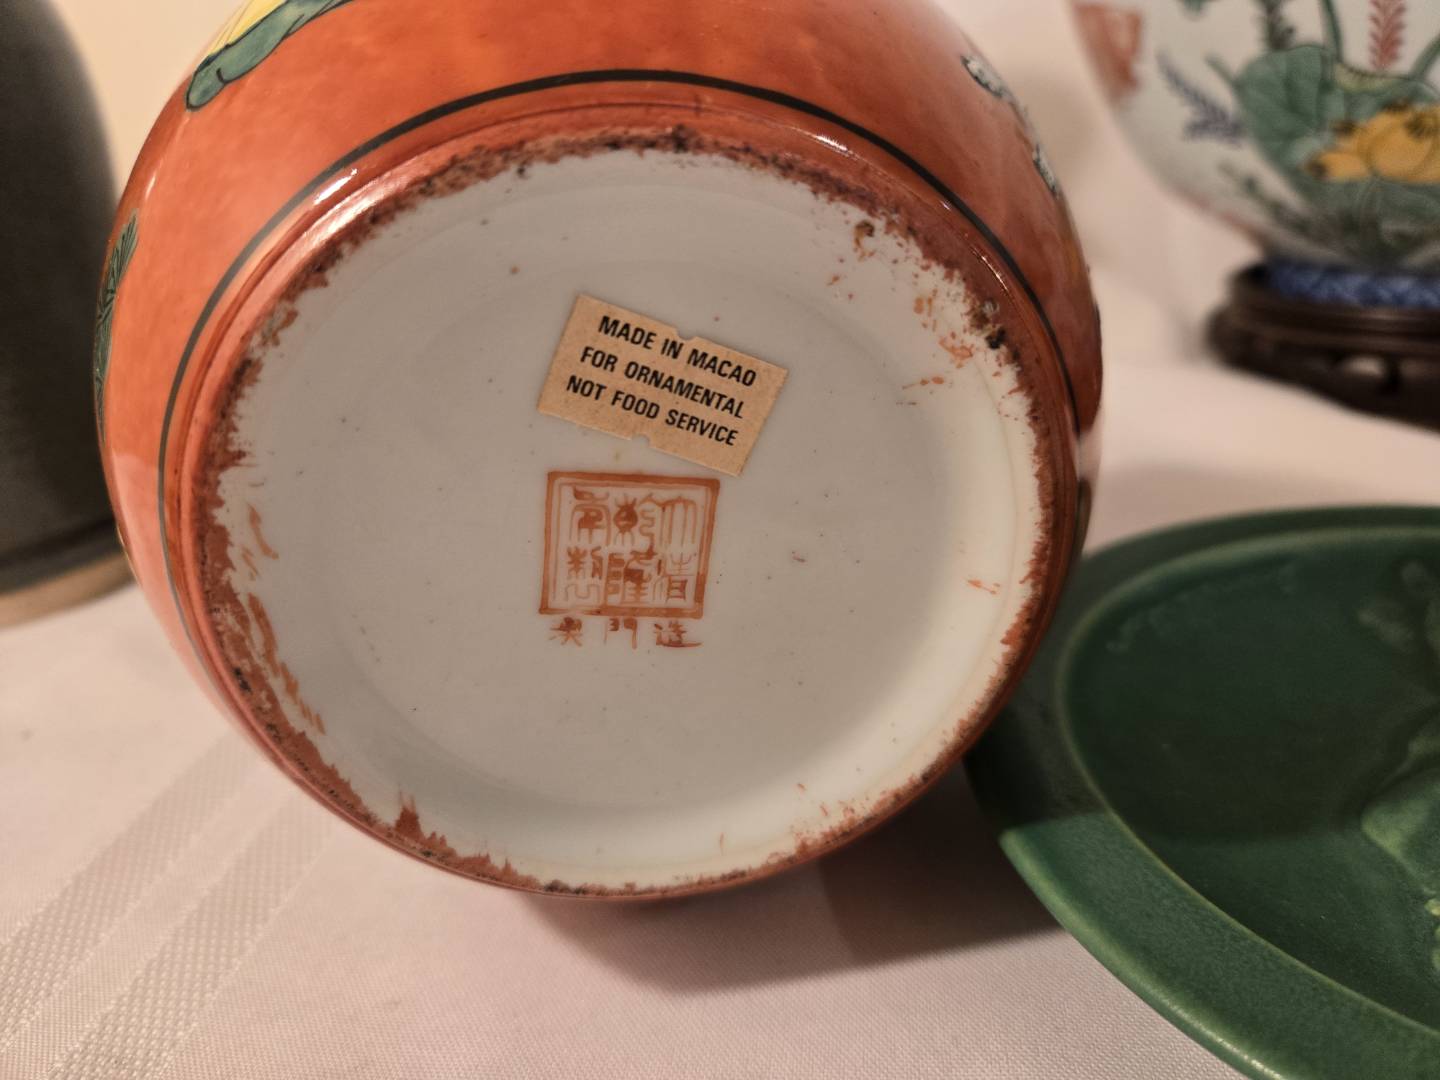 MADE IN MACAO
FOR ORNAMENTAL
NOT FOOD SERVICE
大清
乾隆
年製
澳門造